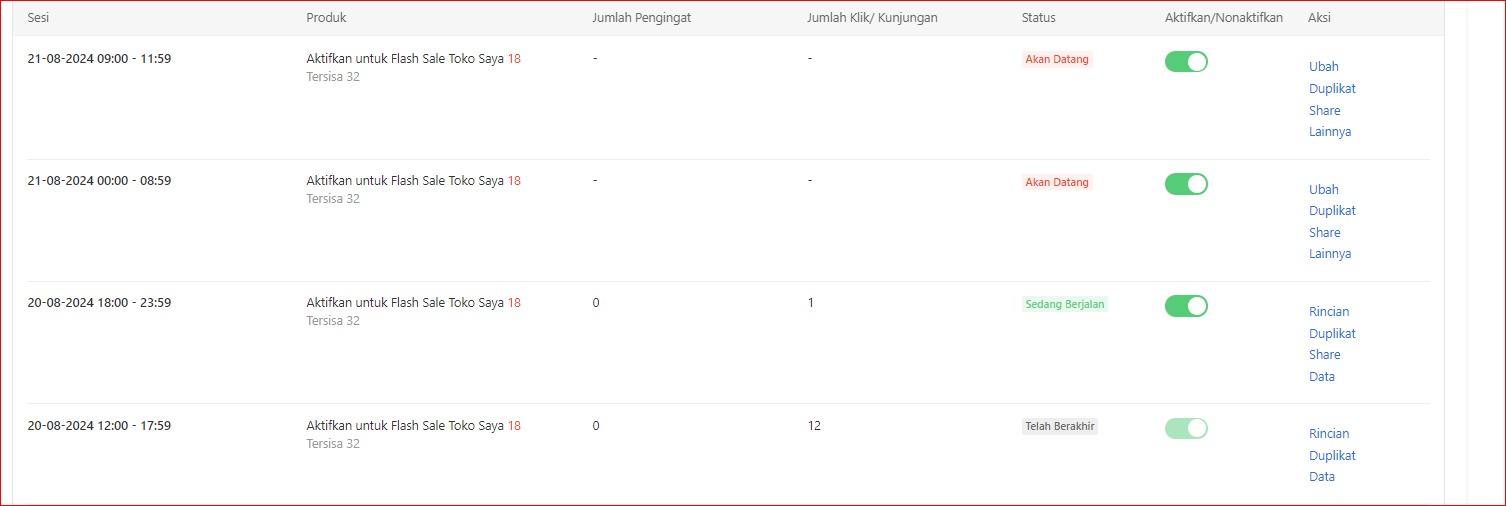 Sesi Produk Jumlah Pengingat Jumlah Klik/ Kunjungan Status Aktifkan/Nonaktifkan Aksi
21-08-2024 09:00 - 11:59 Aktifkan untuk Flash Sale Toko Saya 18 - - Akan Datang
Tersisa 32
Ubah
Duplikat
Share
Lainnya
21-08-2024 00:00 - 08:59 Aktifkan untuk Flash Sale Toko Saya 18 - - Akan Datang
Tersisa 32
Ubah
Duplikat
Share
Lainnya
20-08-2024 18:00 - 23:59 Aktifkan untuk Flash Sale Toko Saya 18 0 1 Sedang Berjalan
Tersisa 32
Rincian
Duplikat
Share
Data
20-08-2024 12:00 - 17:59 Aktifkan untuk Flash Sale Toko Saya 18 0 12 Telah Berakhir
Tersisa 32
Rincian
Duplikat
Data